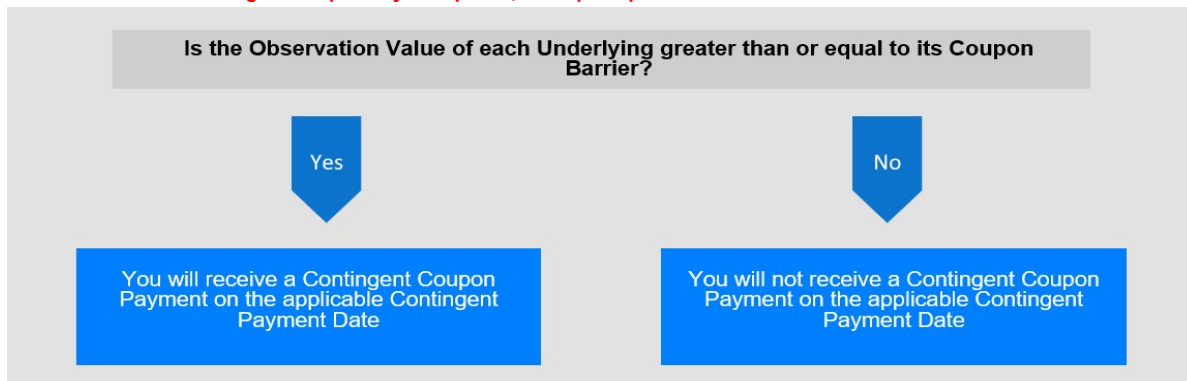 Is the Observation Value of each Underlying greater than or equal to its Coupon
Barrier?
Yes
No
You will receive a Contingent Coupon
Payment on the applicable Contingent
Payment Date
You will not receive a Contingent Coupon
Payment on the applicable Contingent
Payment Date